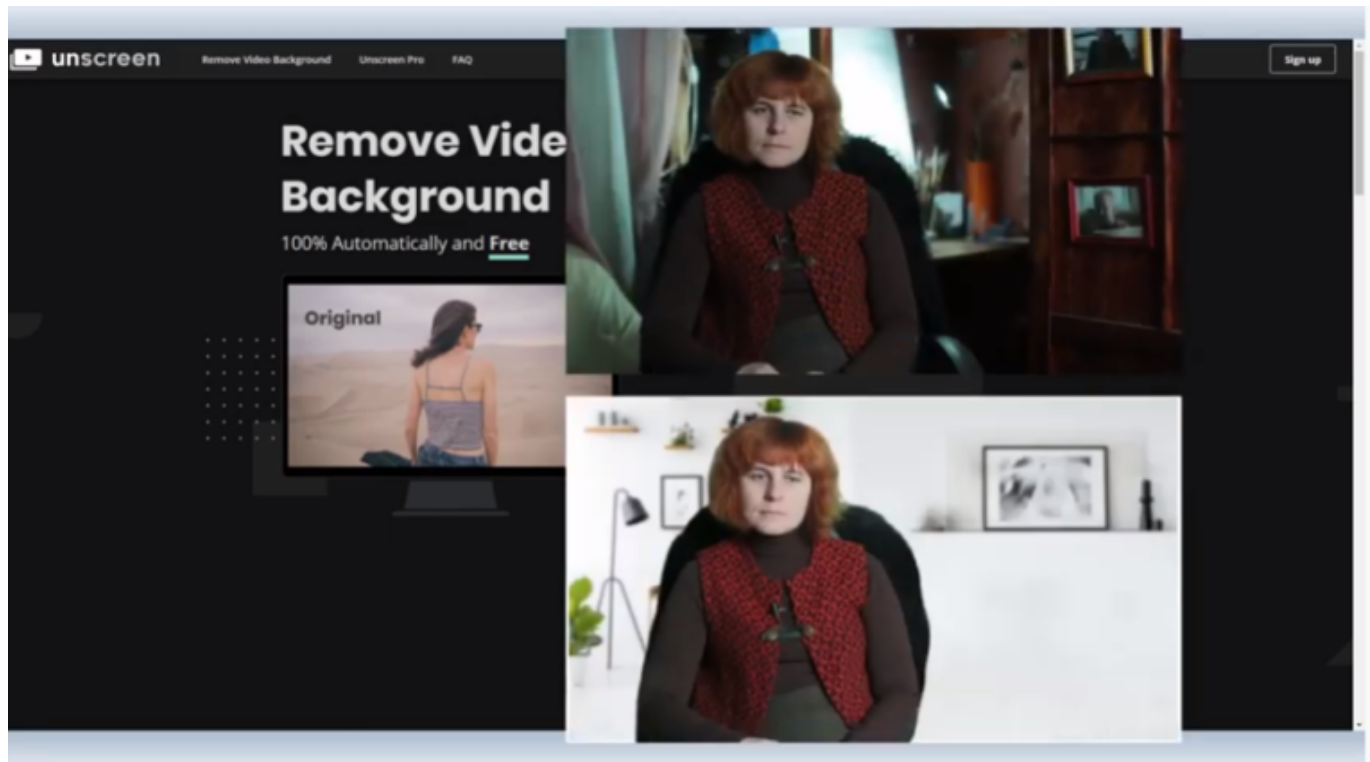 unscreen
Remove Video Background
Unscreen Pro
FAQ
Sign up
Remove Vide
Background
100% Automatically and Free
Original